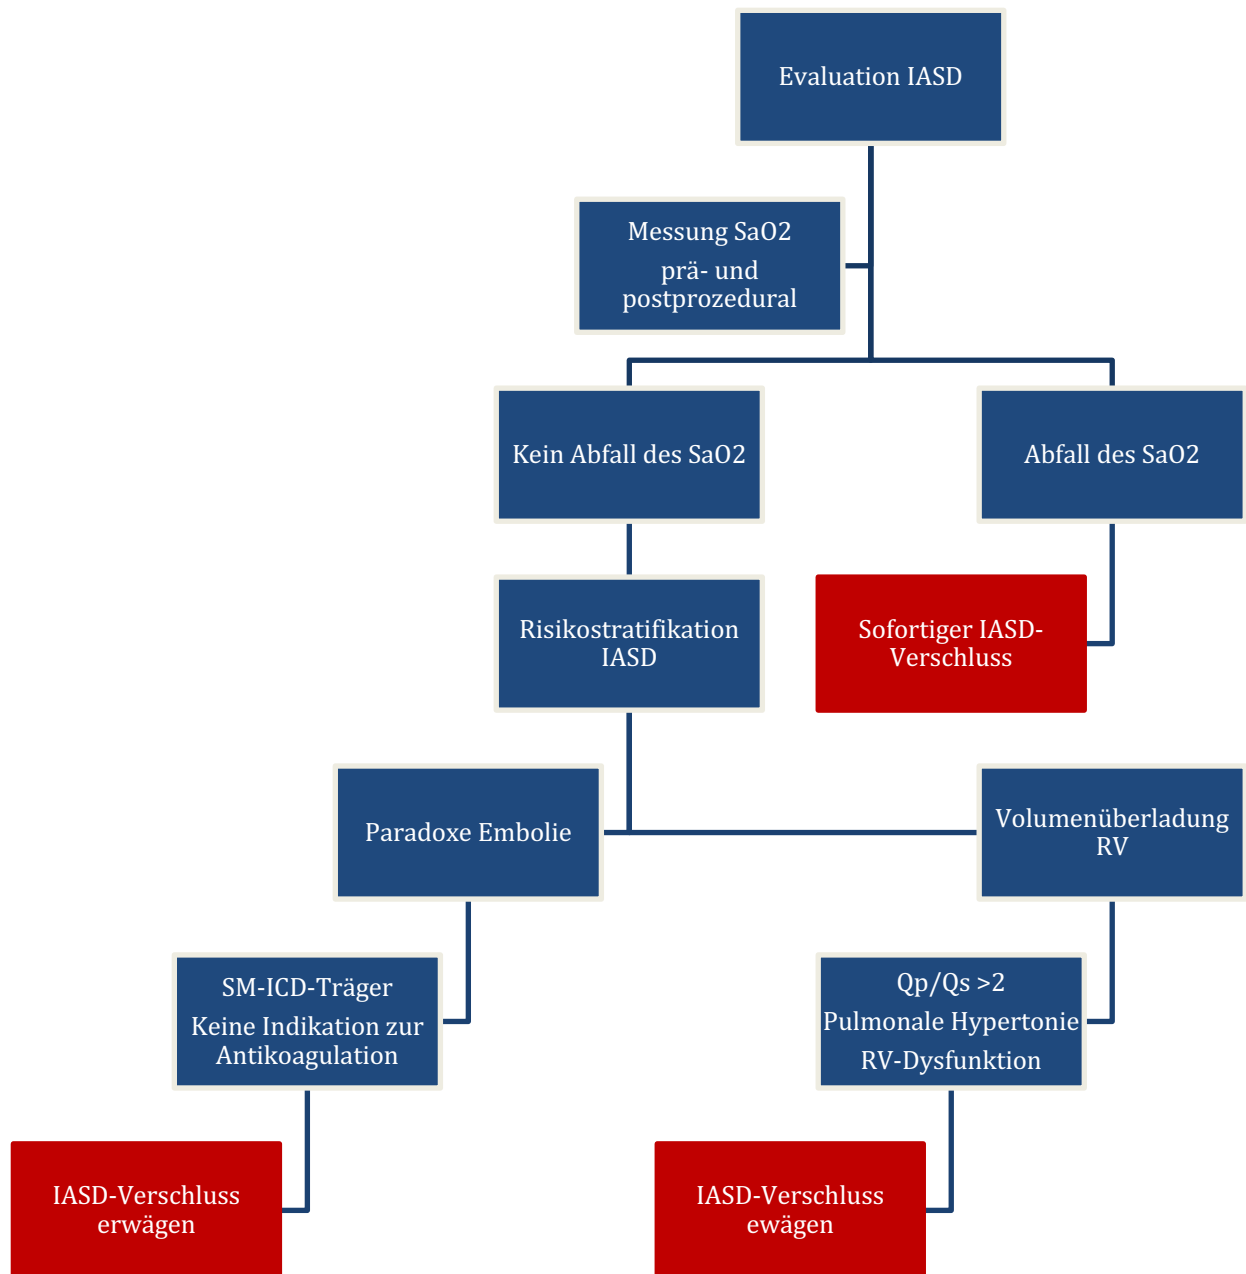 Evaluation IASD
Messung SaO2
prä- und
postprozedural
Kein Abfall des SaO2
Abfall des SaO2
Risikostratifikation
IASD
Sofortiger IASD-
Verschluss
Paradoxe Embolie
Volumenüberladung
RV
SM-ICD-Träger
Keine Indikation zur
Antikoagulation
Qp/Qs >2
Pulmonale Hypertonie
RV-Dysfunktion
IASD-Verschluss
erwägen
IASD-Verschluss
ewägen